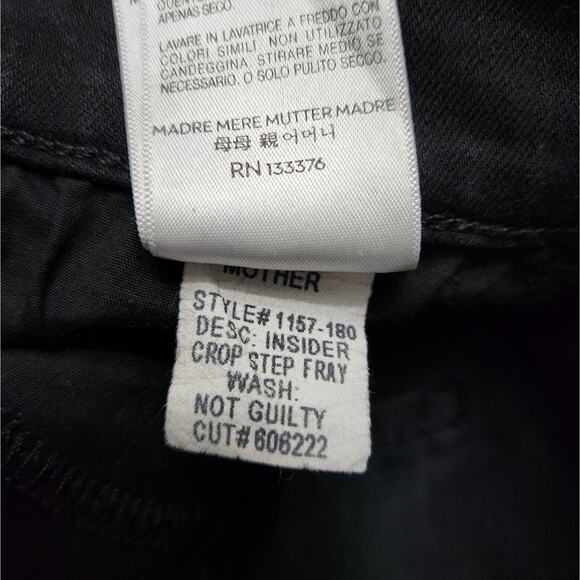 APENAS SECO.
LAVARE IN LAVATRICE A FREDDO CON
COLORI SIMILI, NON UTILIZZATO
CANDEGGINA, STIRARE MEDIO SE
NECESSARIO, O SOLO PULITO SECCO.
MADRE MERE MUTTER MADRE
母母 親 어머니
RN 133376
MOTHER
STYLE# 1157-180
DESC: INSIDER
CROP STEP FRAY
WASH:
NOT GUILTY
CUT# 606222